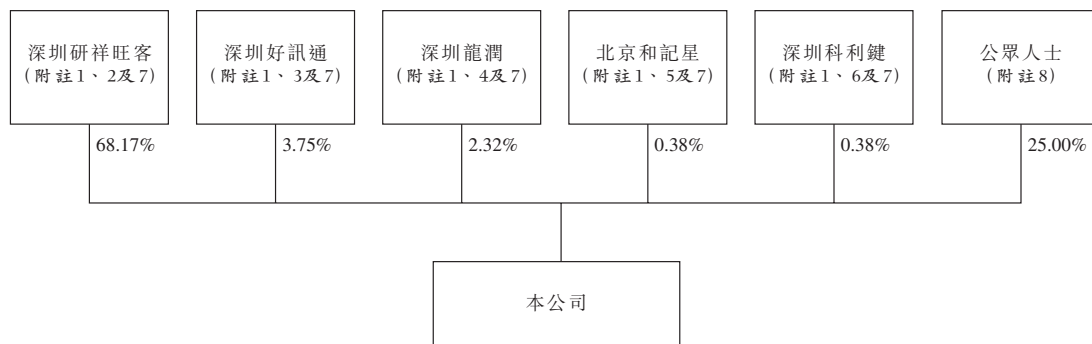 深圳研祥旺客
(附註1、2及7)
深圳好訊通
(附註1、3及7)
深圳龍潤
(附註1、4及7)
北京和記星
(附註1、5及7)
深圳科利鍵
(附註1、6及7)
公眾人士
(附註8)
68.17%
3.75%
2.32%
0.38%
0.38%
25.00%
本公司